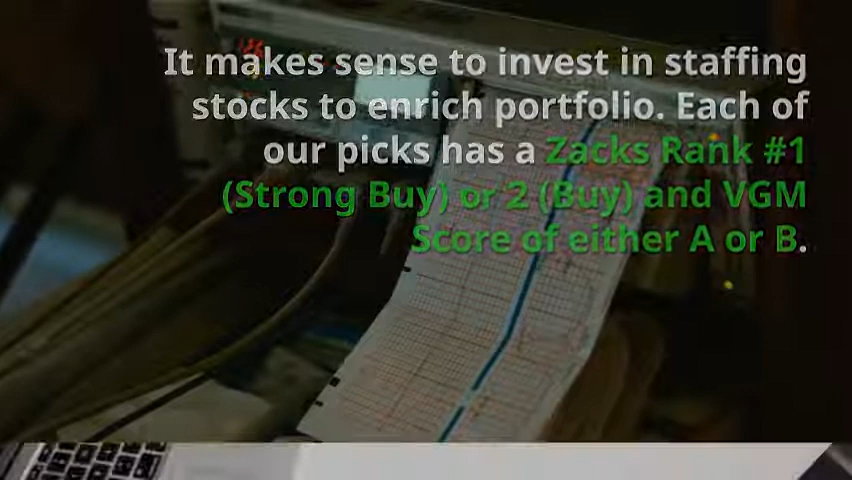 It makes sense to invest in staffing
stocks to enrich portfolio. Each of
our picks has a Zacks Rank #1
(Strong Buy) or 2 (Buy) and VGM
Score of either A or B.